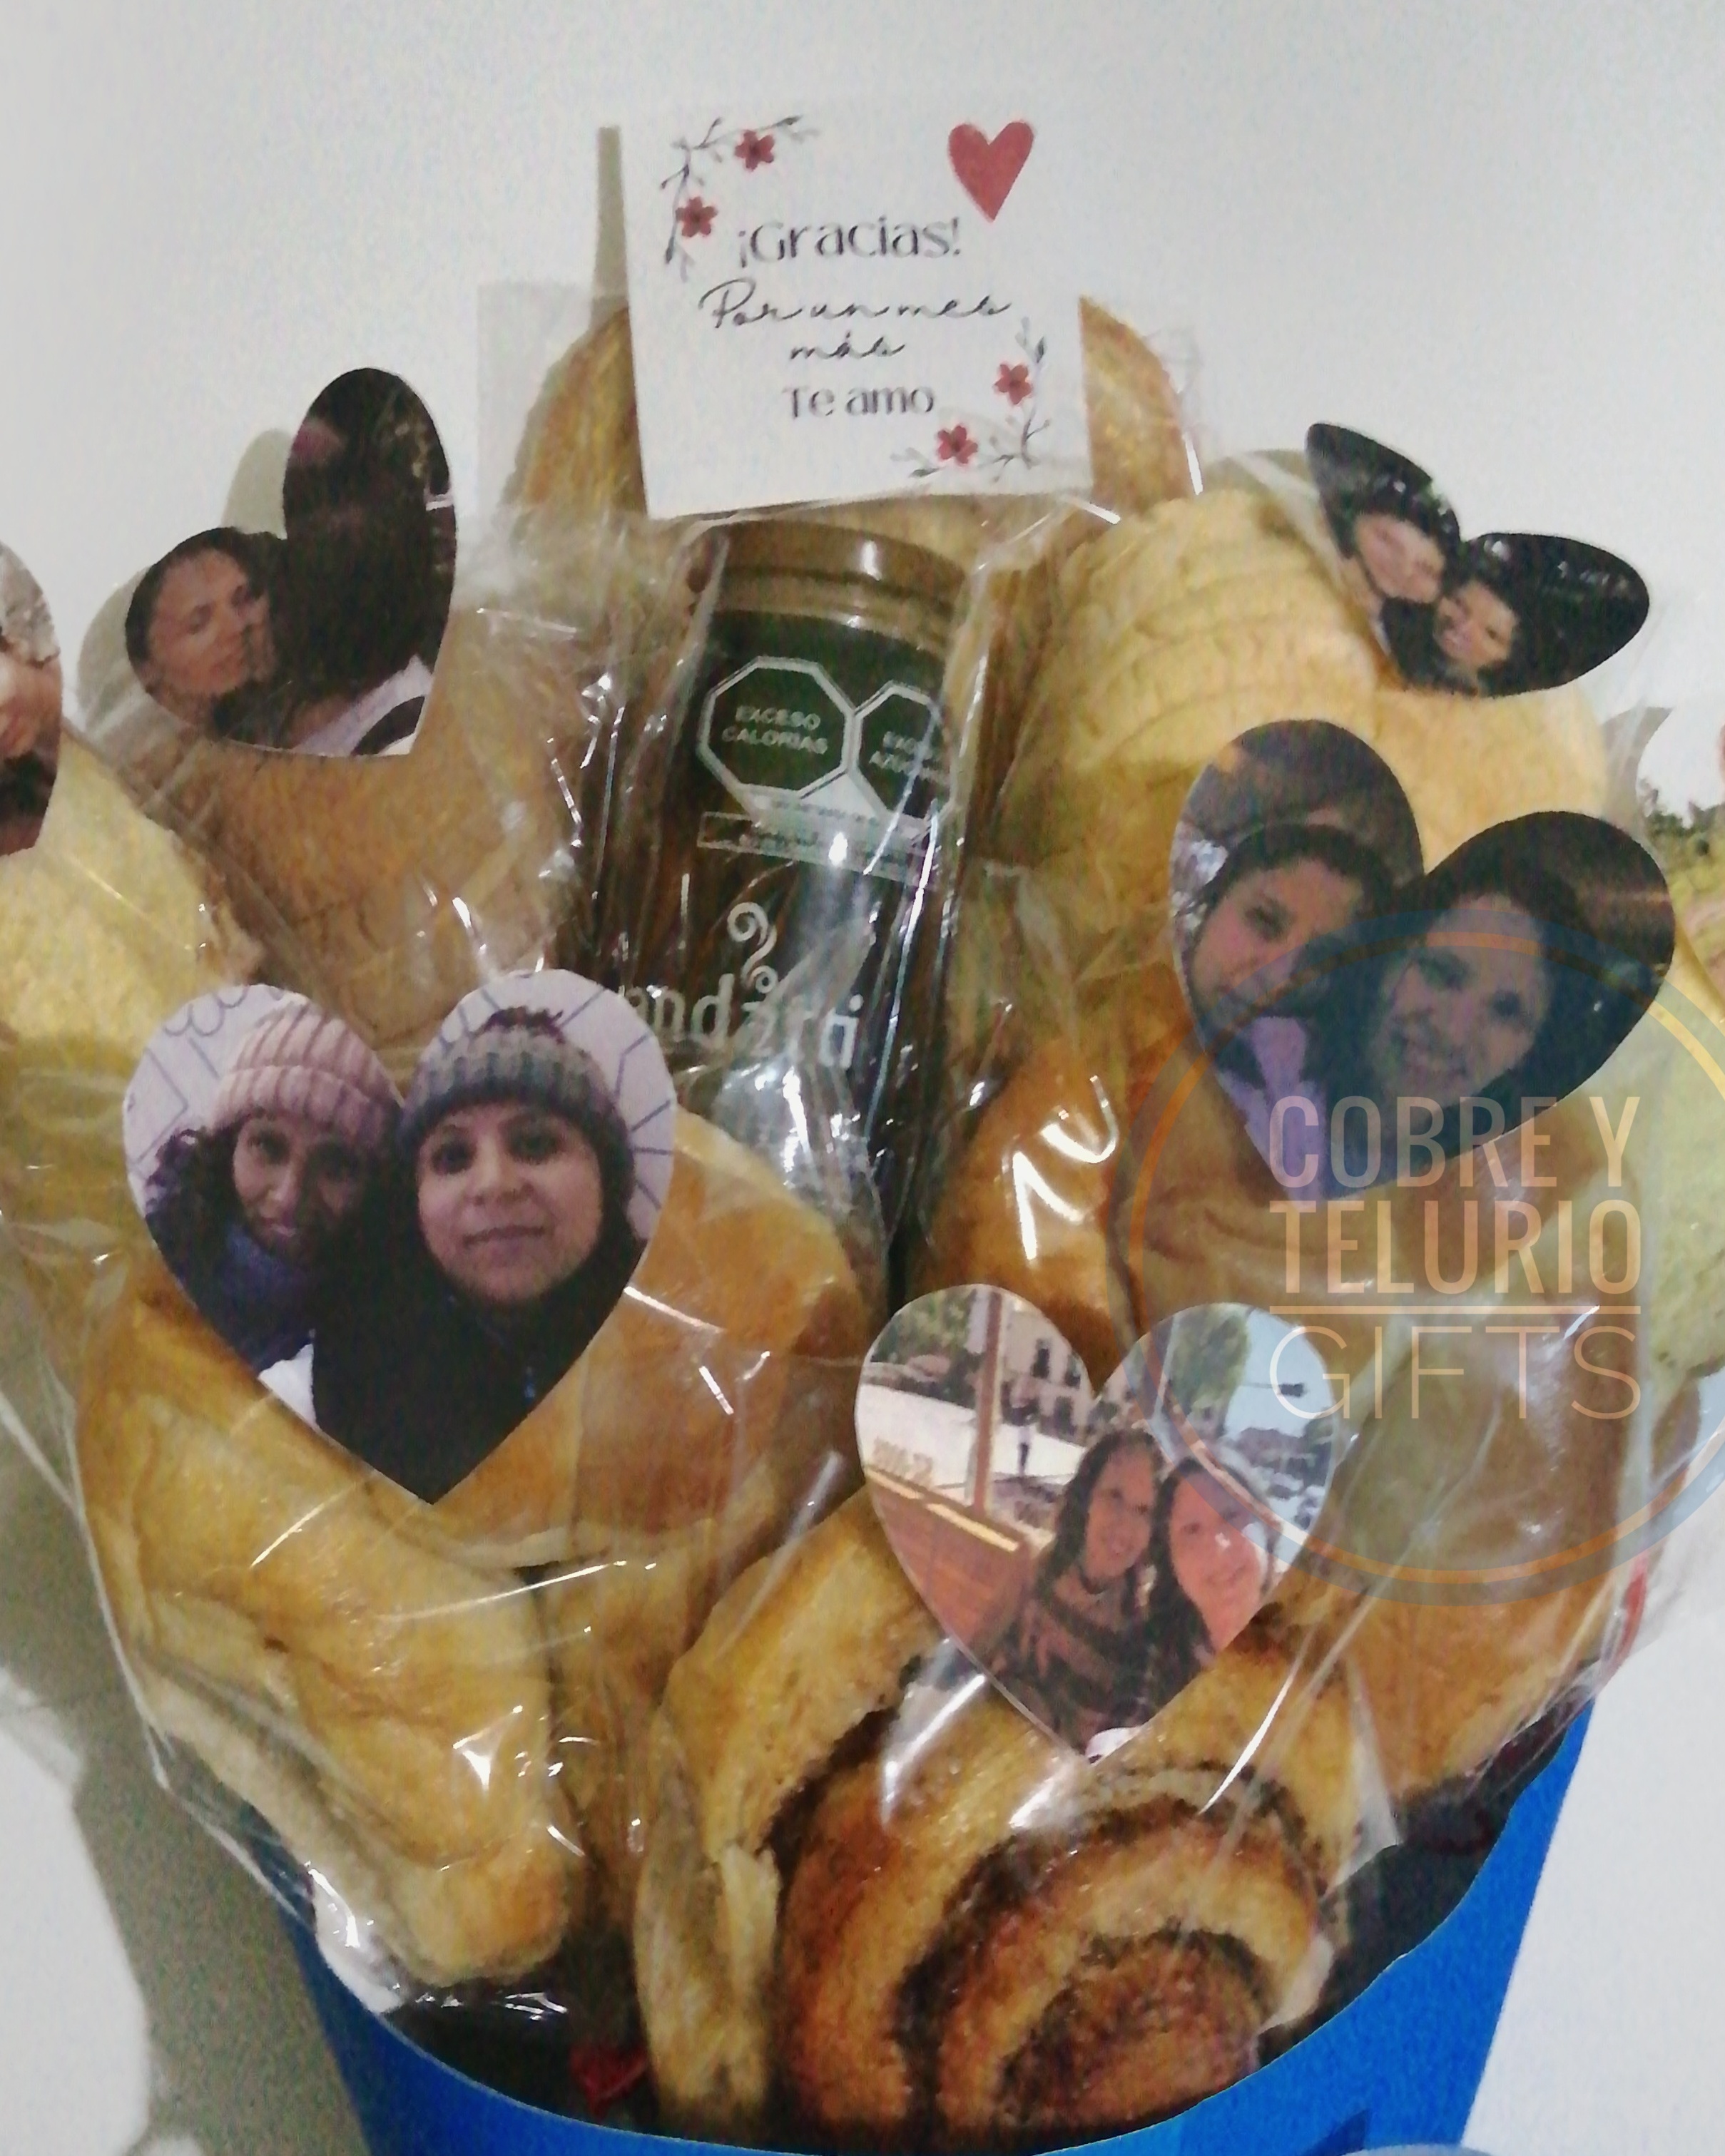 ¡Gracias!
Por un mes
más
Te amo
EXCESO
CALORÍAS
COBRE Y
TELURIO
GIFTS